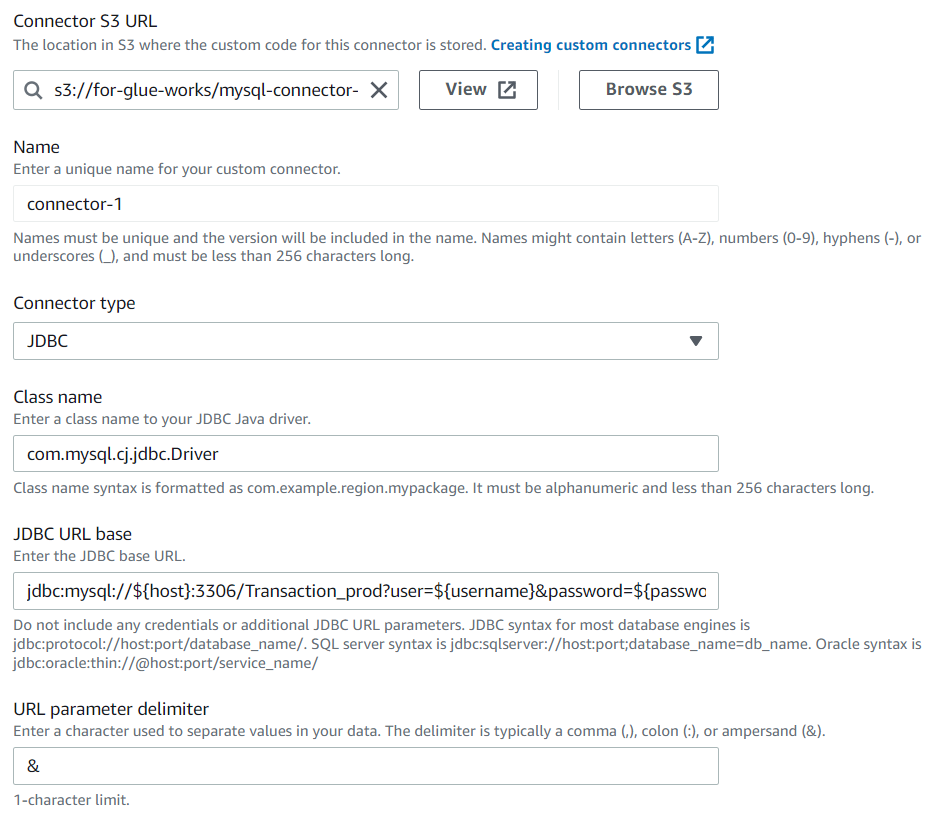 Connector S3 URL
The location in S3 where the custom code for this connector is stored. Creating custom connectors
s3://for-glue-works/mysql-connector-
View
Browse S3
Name
Enter a unique name for your custom connector.
connector-1
Names must be unique and the version will be included in the name. Names might contain letters (A-Z), numbers (0-9), hyphens (-), or
underscores (_), and must be less than 256 characters long.
Connector type
JDBC
Class name
Enter a class name to your JDBC Java driver.
com.mysql.cj.jdbc.Driver
Class name syntax is formatted as com.example.region.mypackage. It must be alphanumeric and less than 256 characters long.
JDBC URL base
Enter the JDBC base URL.
jdbc:mysql://${host}:3306/Transaction_prod?user=${username}&password=${passwo
Do not include any credentials or additional JDBC URL parameters. JDBC syntax for most database engines is
jdbc:protocol://host:port/database_name/. SQL server syntax is jdbc:sqlserver://host:port;database_name=db_name. Oracle syntax is
jdbc:oracle:thin://@host:port/service_name/
URL parameter delimiter
Enter a character used to separate values in your data. The delimiter is typically a comma (,), colon (:), or ampersand (&).
&
1-character limit.